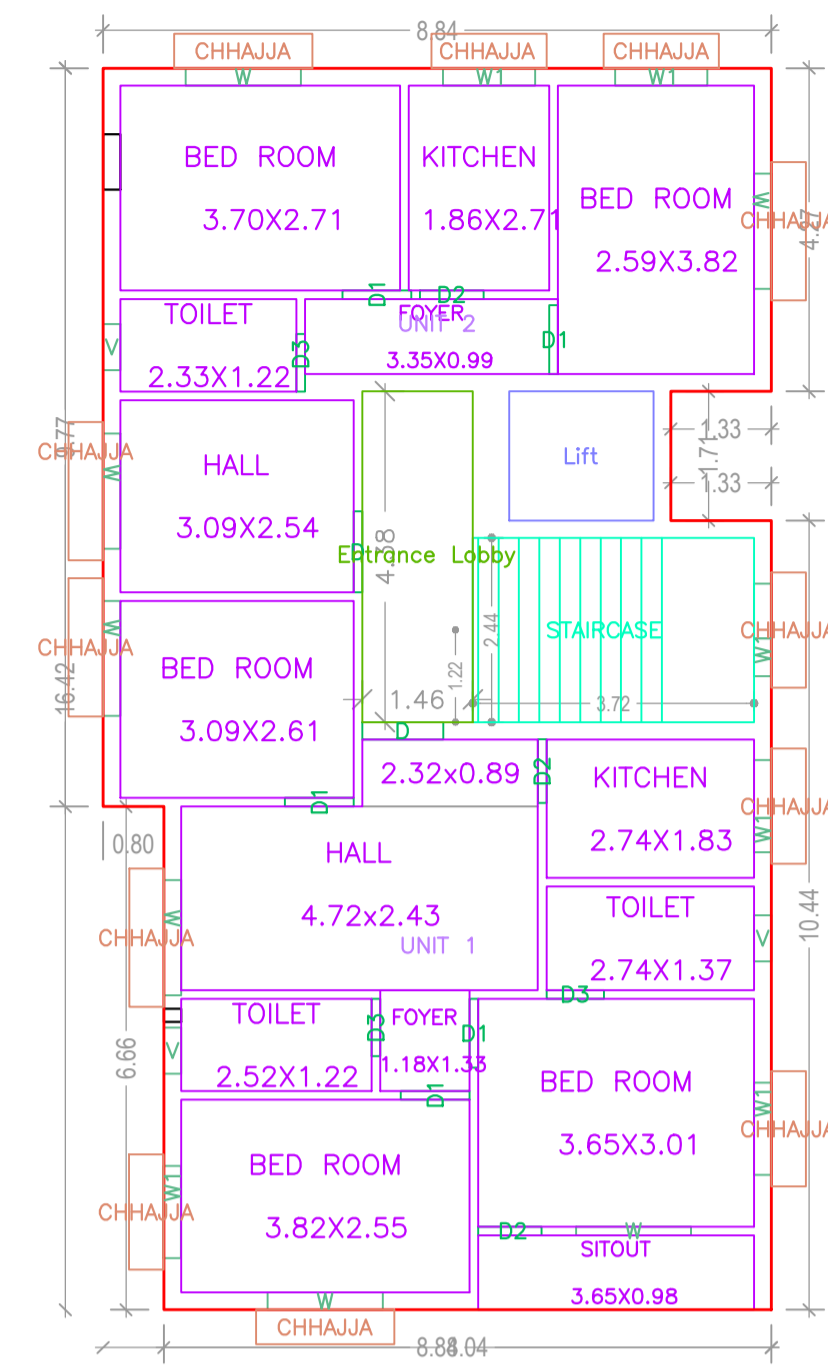 8.84
CHHAJJA
CHHAJJA
CHHAJJA
W
W1
W1
BED ROOM
3.70X2.71
KITCHEN
1.86X2.71
BED ROOM
2.59X3.82
W
CHHAJJA
4.27
D1
D2
TOILET
2.33X1.22
V
D3
FOYER
UNIT 2
3.35X0.99
D1
CHHAJJA
W
HALL
3.09X2.54
D
Entrance Lobby
4.38
Lift
1.33
1.71
1.33
STAIRCASE
2.44
1.22
3.72
1.46
CHHAJJA
W1
CHHAJJA
W
16.42
BED ROOM
3.09X2.61
D1
D
2.32x0.89
D2
KITCHEN
2.74X1.83
W1
CHHAJJA
0.80
HALL
4.72x2.43
UNIT 1
W
CHHAJJA
TOILET
2.74X1.37
V
D3
10.44
6.66
TOILET
2.52X1.22
V
D3
FOYER
1.18X1.33
D1
D1
BED ROOM
3.65X3.01
W1
CHHAJJA
BED ROOM
3.82X2.55
W1
CHHAJJA
D2
W
SITOUT
3.65X0.98
W
CHHAJJA
8.04